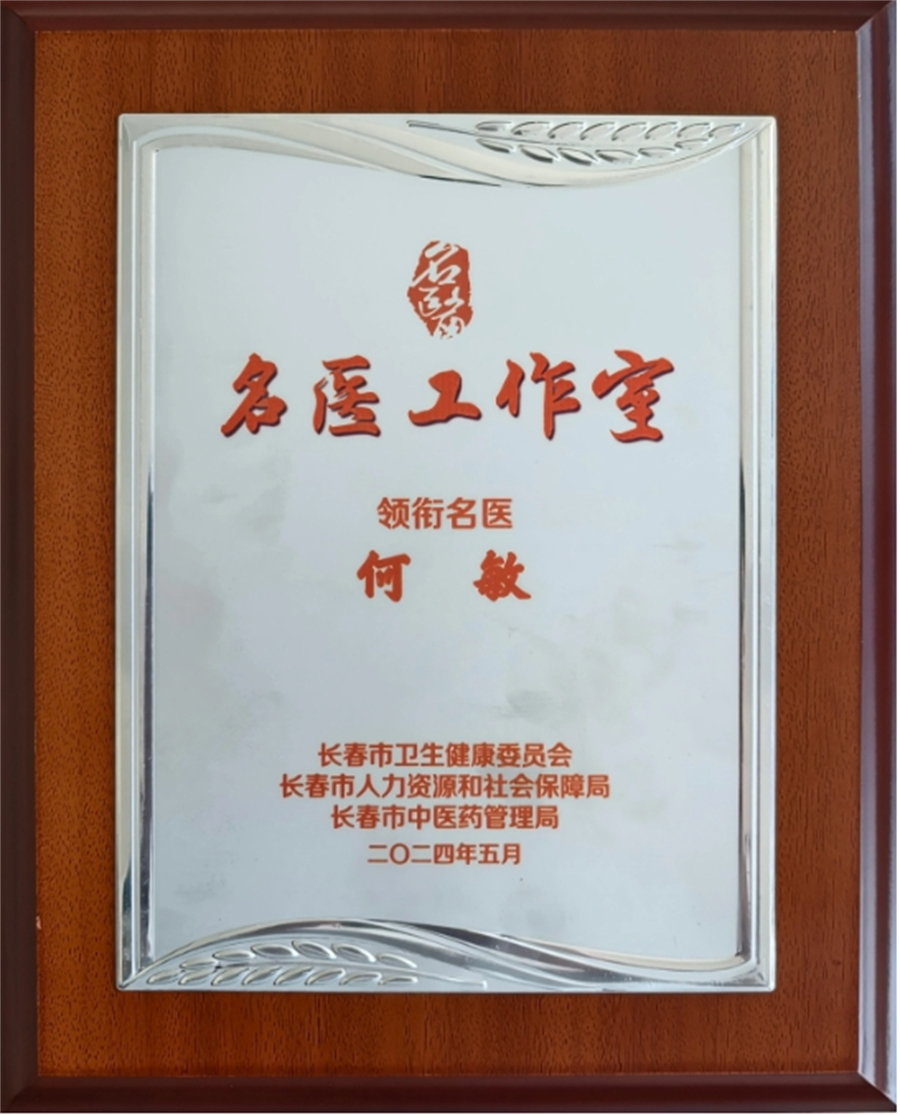 名医
名医工作室
领衔名医
何 敏
长春市卫生健康委员会
长春市人力资源和社会保障局
长春市中医药管理局
二〇二四年五月